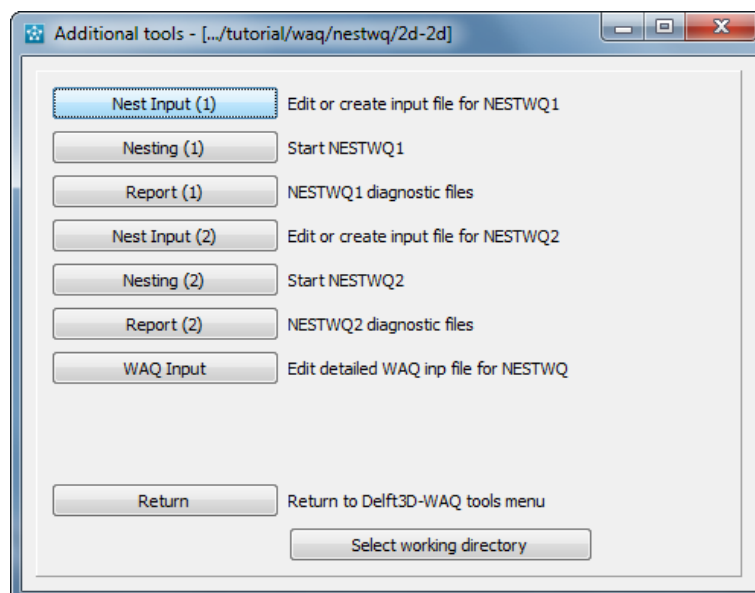 Additional tools - [.../tutorial/waq/nestwq/2d-2d]
Nest Input (1) Edit or create input file for NESTWQ1
Nesting (1) Start NESTWQ1
Report (1) NESTWQ1 diagnostic files
Nest Input (2) Edit or create input file for NESTWQ2
Nesting (2) Start NESTWQ2
Report (2) NESTWQ2 diagnostic files
WAQ Input Edit detailed WAQ inp file for NESTWQ
Return Return to Delft3D-WAQ tools menu
Select working directory